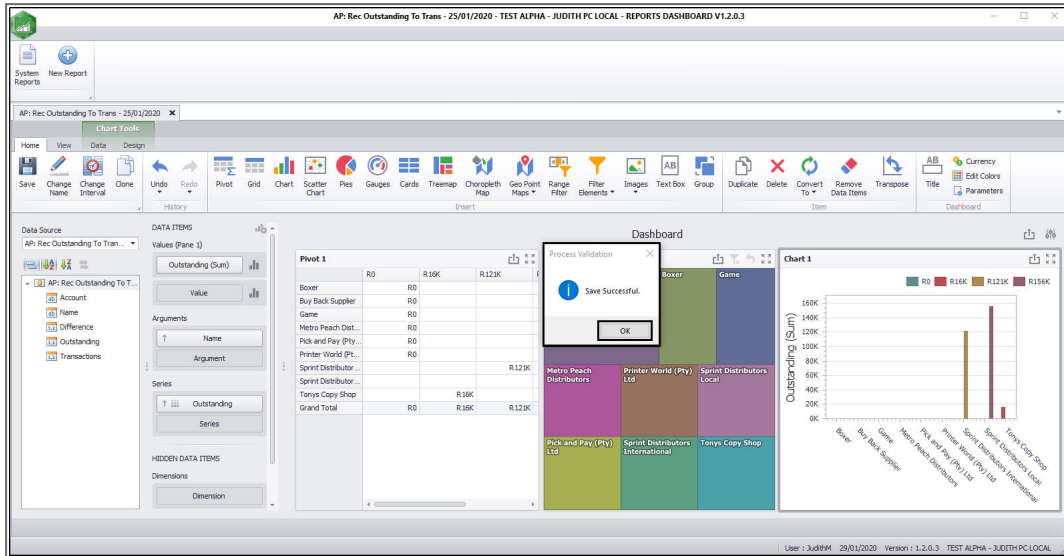 AP: Rec Outstanding To Trans - 25/01/2020 - TEST ALPHA - JUDITH PC LOCAL - REPORTS DASHBOARD V1.2.0.3
System Reports
New Report
AP: Rec Outstanding To Trans - 25/01/2020
Chart Tools
Home View Data Design
Save
Change Name
Change Interval
Clone
Undo
Redo
Pivot
Grid
Chart
Scatter Chart
Pies
Gauges
Cards
Treemap
Choropleth Map
Geo Point Maps
Range Filter
Filter Elements
Images
AB
Text Box
Group
Duplicate
Delete
Convert To
Remove Data Items
Transpose
AB
Title
Currency
Edit Colors
Parameters
History
Insert
Item
Dashboard
Data Source
AP: Rec Outstanding To Tran...
AP: Rec Outstanding To T...
ab Account
ab Name
1.2 Difference
1.2 Outstanding
1.2 Transactions
DATA ITEMS
Values (Pane 1)
Outstanding (Sum)
Value
Arguments
Name
Argument
Series
Outstanding
Series
HIDDEN DATA ITEMS
Dimensions
Dimension
Dashboard
Pivot 1
R0 R16K R121K
Boxer R0
Buy Back Supplier R0
Game R0
Metro Peach Dist... R0
Pick and Pay (Pty... R0
Printer World (Pt... R0
Sprint Distributor... R121K
Sprint Distributor...
Tonys Copy Shop R16K
Grand Total R0 R16K R121K
Process Validation
Save Successful.
OK
Boxer
Game
Metro Peach Distributors
Printer World (Pty) Ltd
Sprint Distributors Local
Pick and Pay (Pty) Ltd
Sprint Distributors International
Tonys Copy Shop
Chart 1
R0 R16K R121K R156K
Outstanding (Sum)
160K
140K
120K
100K
80K
60K
40K
20K
0K
Boxer
Buy Back Supplier
Game
Metro Peach Distributors
Pick and Pay (Pty) Ltd
Printer World (Pty) Ltd
Sprint Distributors International
Sprint Distributors Local
Tonys Copy Shop
User : JudithM 29/01/2020 Version : 1.2.0.3 TEST ALPHA - JUDITH PC LOCAL